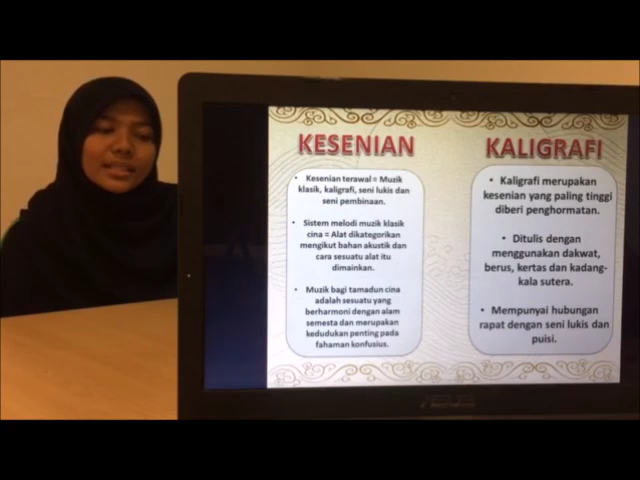 KESENIAN
• Kesenian terawal = Muzik
klasik, kaligrafi, seni lukis dan
seni pembinaan.
• Sistem melodi muzik klasik
cina = Alat dikategorikan
mengikut bahan akustik dan
cara sesuatu alat itu
dimainkan.
• Muzik bagi tamadun cina
adalah sesuatu yang
berharmoni dengan alam
semesta dan merupakan
kedudukan penting pada
fahaman konfusius.
KALIGRAFI
• Kaligrafi merupakan
kesenian yang paling tinggi
diberi penghormatan.
• Ditulis dengan
menggunakan dakwat,
berus, kertas dan kadang-
kala sutera.
• Mempunyai hubungan
rapat dengan seni lukis dan
puisi.
ASUS